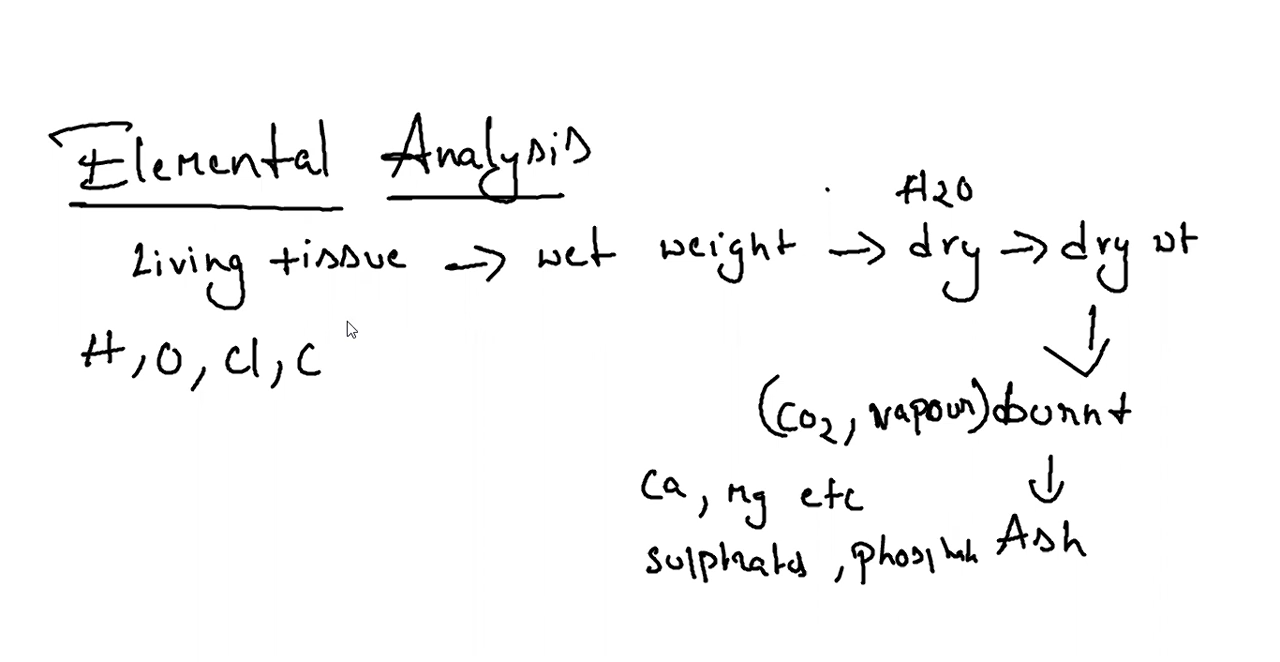 Elemental Analysis
H2O
Living tissue → wet weight → dry → dry wt
H, O, Cl, C
(CO2, vapour) burnt
Ca, Mg etc
sulphates, phosphate Ash